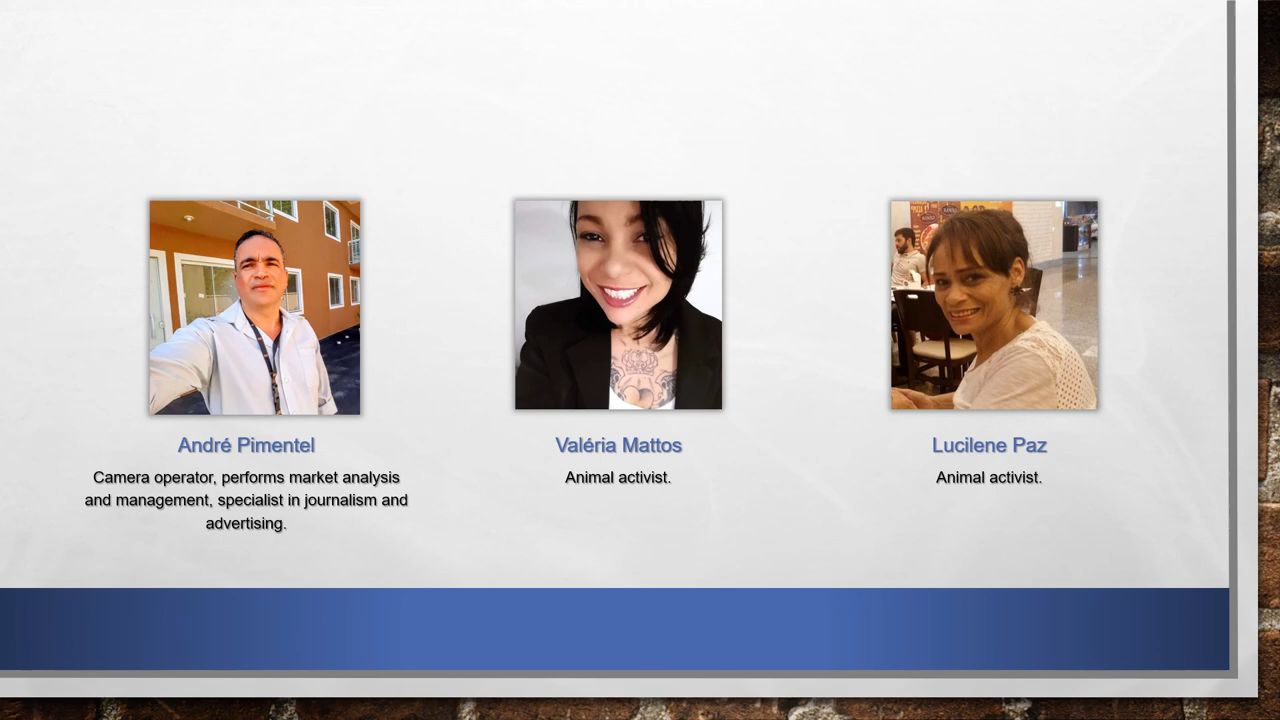 André Pimentel
Camera operator, performs market analysis
and management, specialist in journalism and
advertising.
Valéria Mattos
Animal activist.
Lucilene Paz
Animal activist.